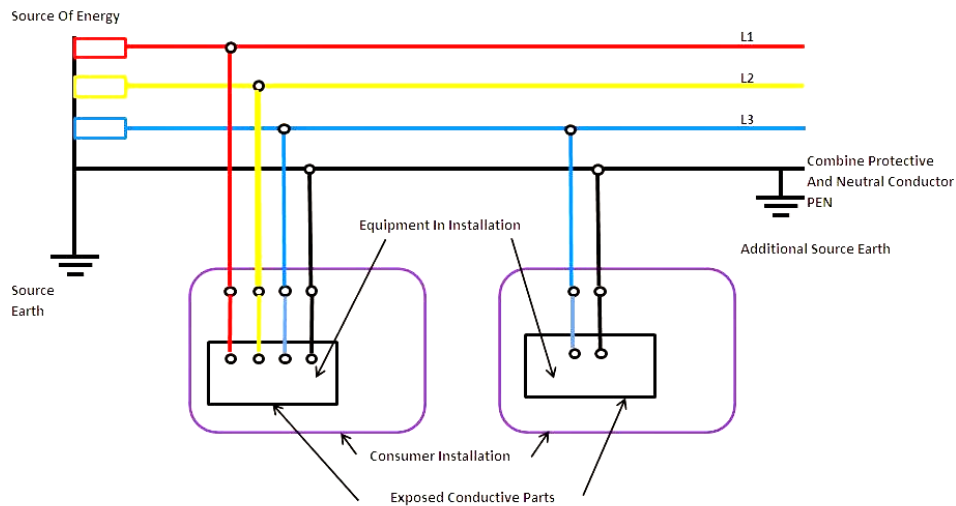 Source Of Energy
L1
L2
L3
Combine Protective
And Neutral Conductor
PEN
Equipment In Installation
Additional Source Earth
Source
Earth
Consumer Installation
Exposed Conductive Parts